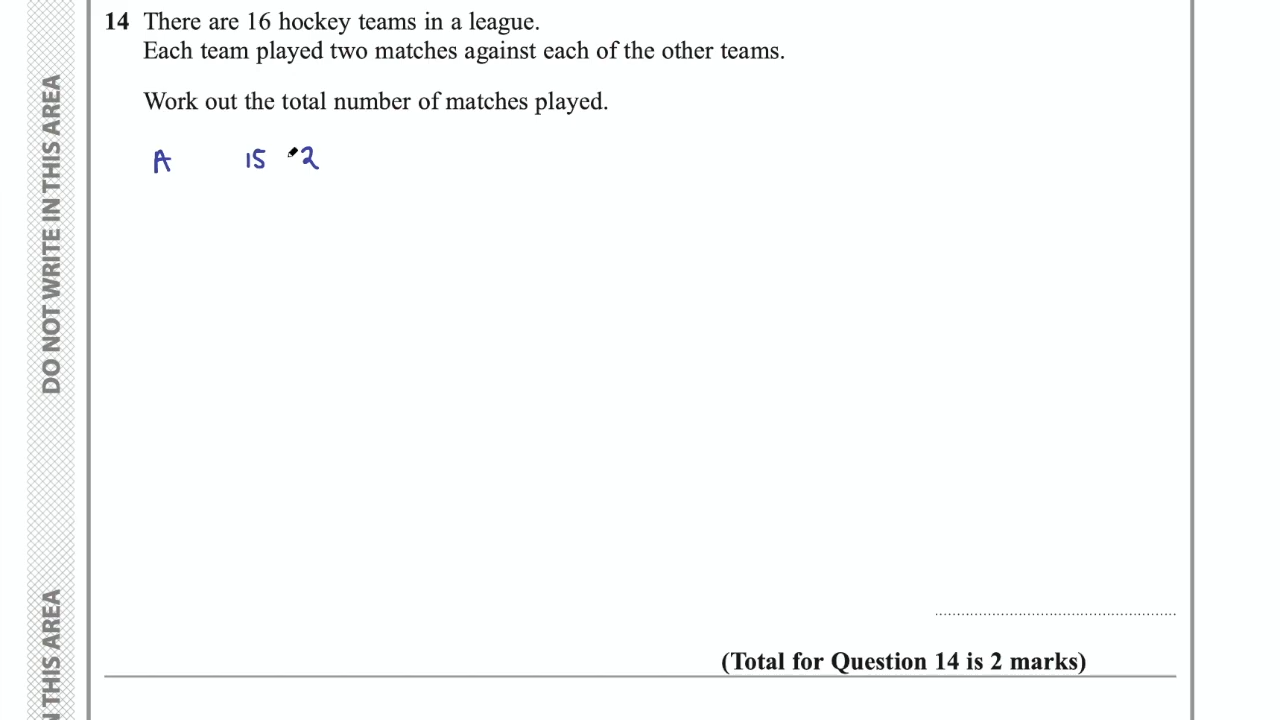 14 There are 16 hockey teams in a league.
Each team played two matches against each of the other teams.
Work out the total number of matches played.
A 15 2
(Total for Question 14 is 2 marks)
DO NOT WRITE IN THIS AREA
N THIS AREA